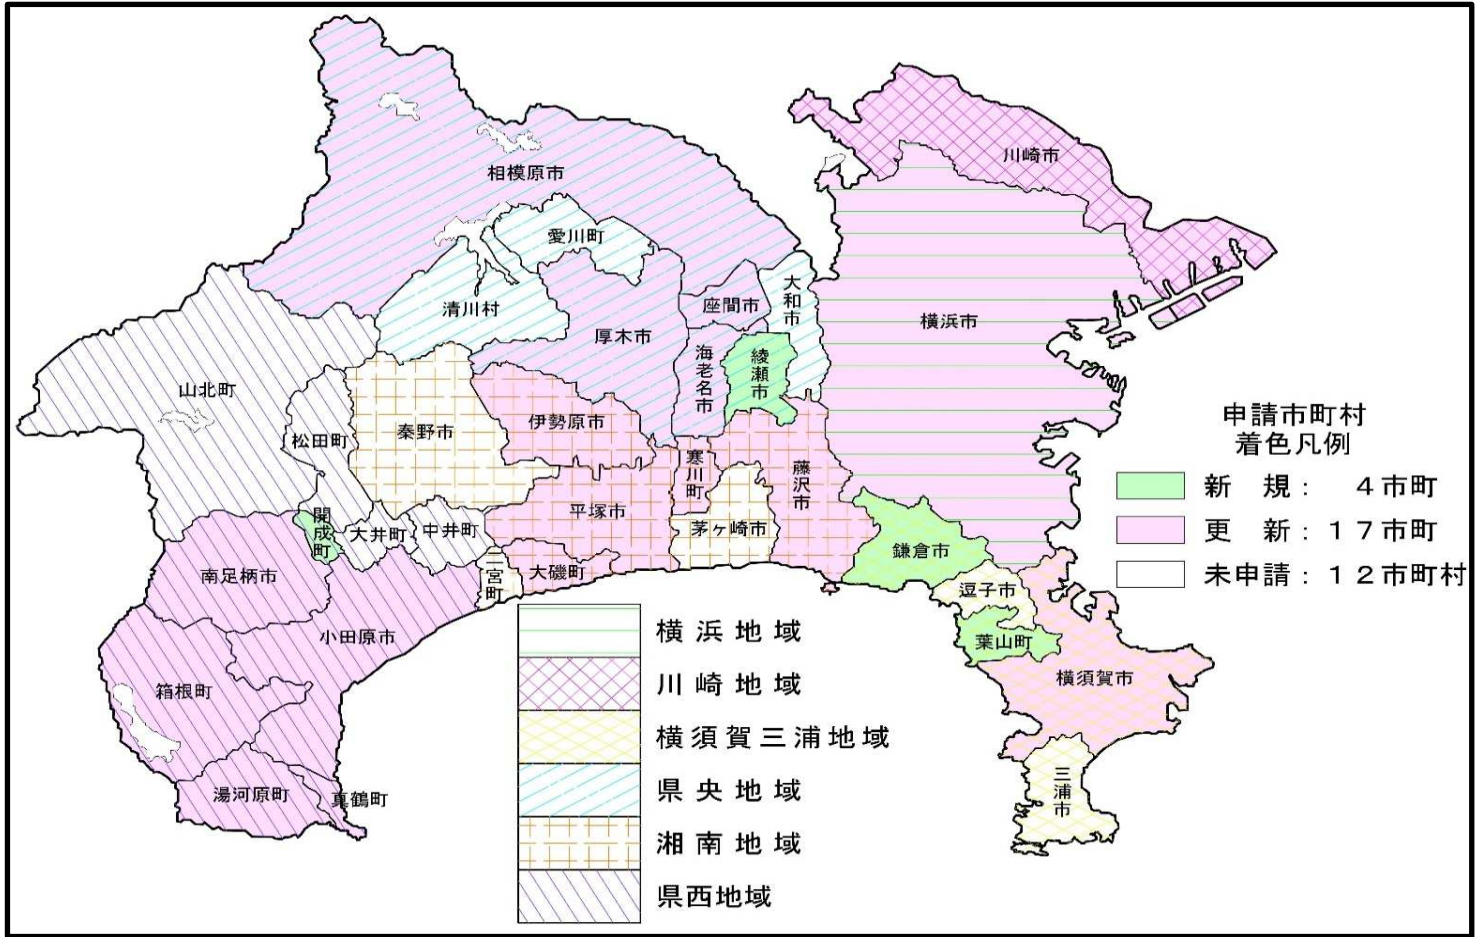 川崎市
相模原市
愛川町
大和市
座間市
清川村
横浜市
厚木市
海老名市
綾瀬市
山北町
伊勢原市
秦野市
松田町
寒川町
藤沢市
平塚市
茅ヶ崎市
開成町
大井町
中井町
鎌倉市
南足柄市
二宮町
大磯町
逗子市
小田原市
葉山町
横須賀市
箱根町
湯河原町
真鶴町
三浦市
申請市町村
着色凡例
新 規： 4市町
更 新：17市町
未申請：12市町村
横浜地域
川崎地域
横須賀三浦地域
県央地域
湘南地域
県西地域